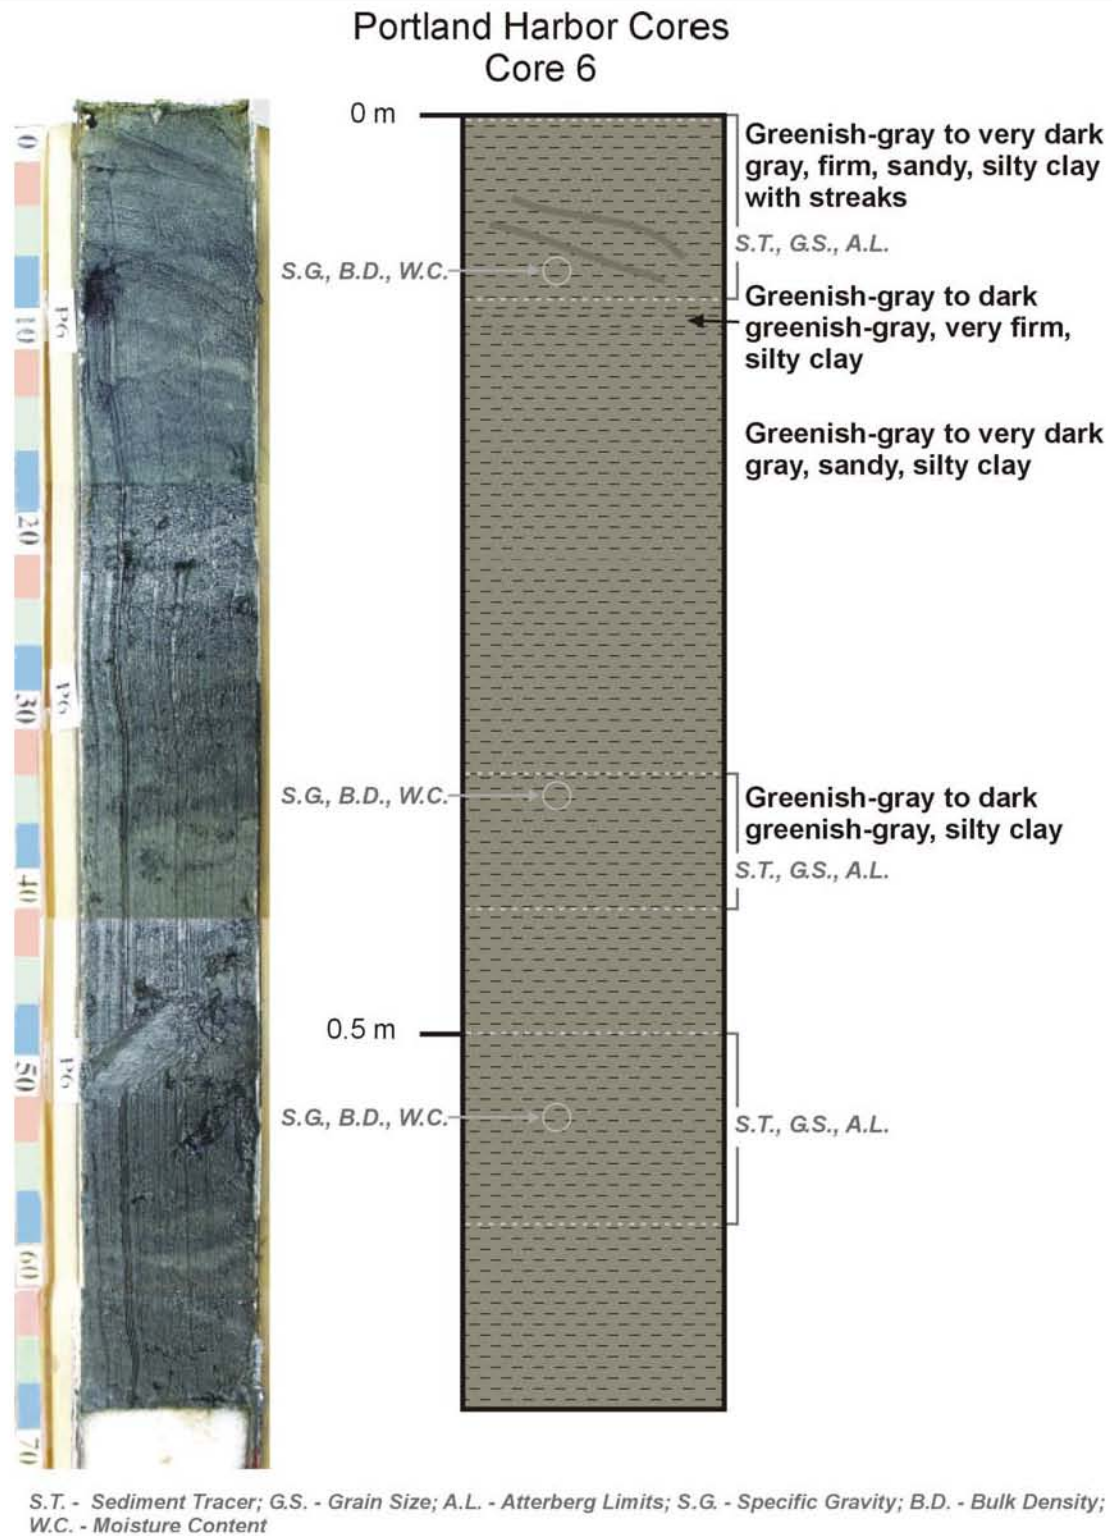 Portland Harbor Cores
Core 6
0 m
Greenish-gray to very dark
gray, firm, sandy, silty clay
with streaks
S.T., G.S., A.L.
S.G., B.D., W.C.
Greenish-gray to dark
greenish-gray, very firm,
silty clay
Greenish-gray to very dark
gray, sandy, silty clay
S.G., B.D., W.C.
Greenish-gray to dark
greenish-gray, silty clay
S.T., G.S., A.L.
0.5 m
S.G., B.D., W.C.
S.T., G.S., A.L.
0
10
20
30
40
50
60
70
P6
P6
P6
S.T. - Sediment Tracer; G.S. - Grain Size; A.L. - Atterberg Limits; S.G. - Specific Gravity; B.D. - Bulk Density;
W.C. - Moisture Content